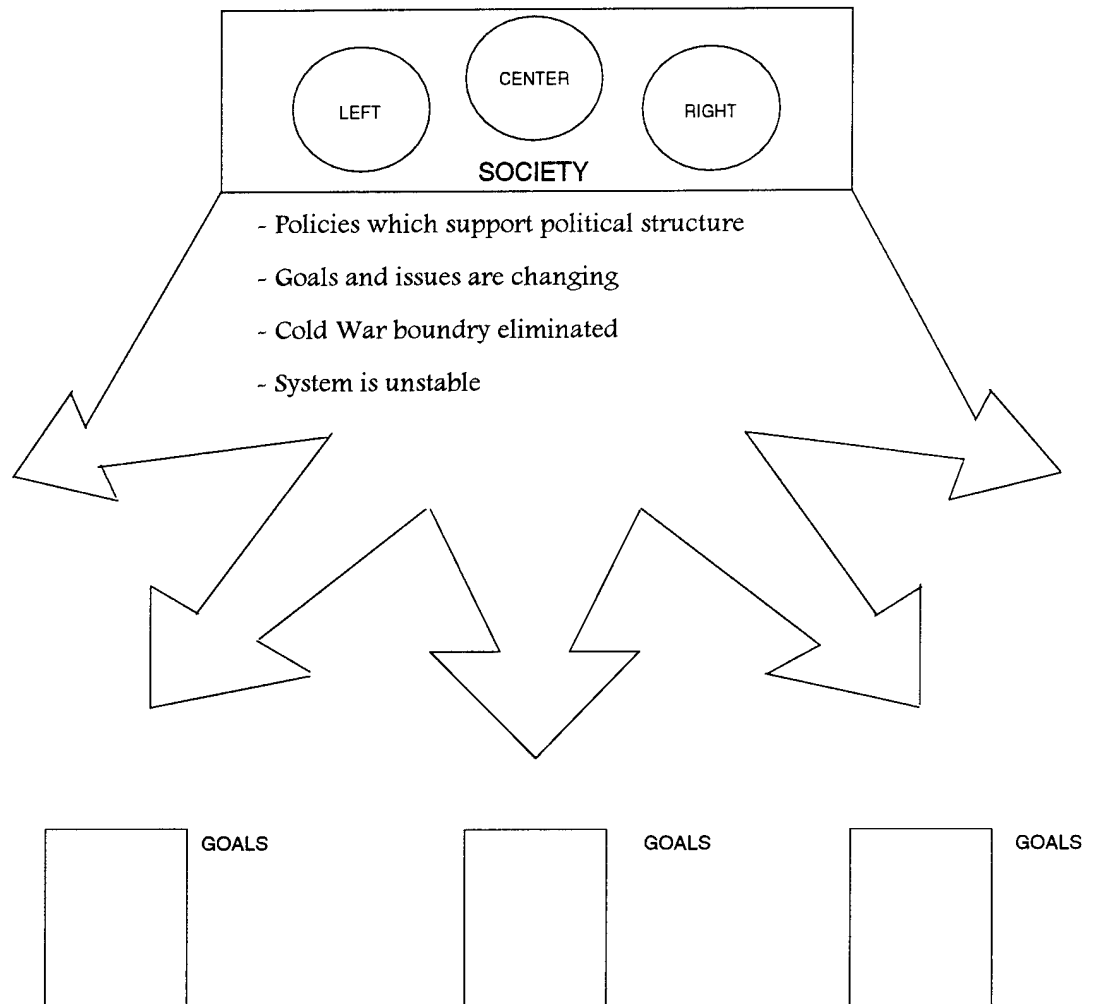 CENTER
LEFT
RIGHT
SOCIETY
- Policies which support political structure
- Goals and issues are changing
- Cold War boundry eliminated
- System is unstable
GOALS
GOALS
GOALS